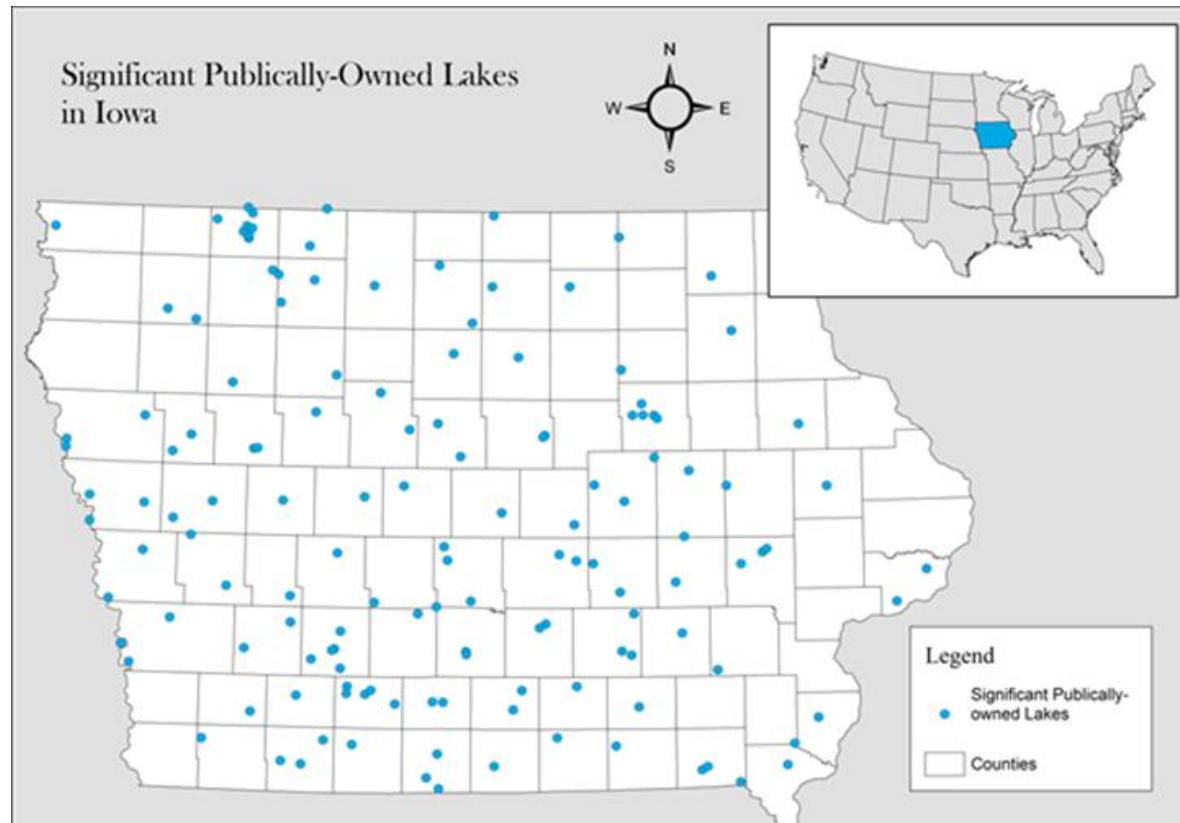 Significant Publically-Owned Lakes
in Iowa
N
W
E
S
Legend
Significant Publically-
owned Lakes
Counties